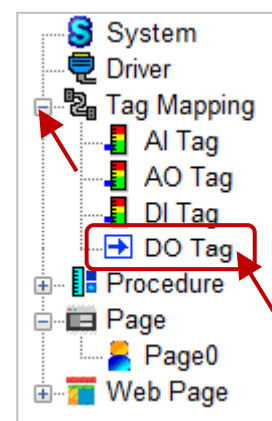 System
Driver
Tag Mapping
AI Tag
AO Tag
DI Tag
DO Tag
Procedure
Page
Page0
Web Page